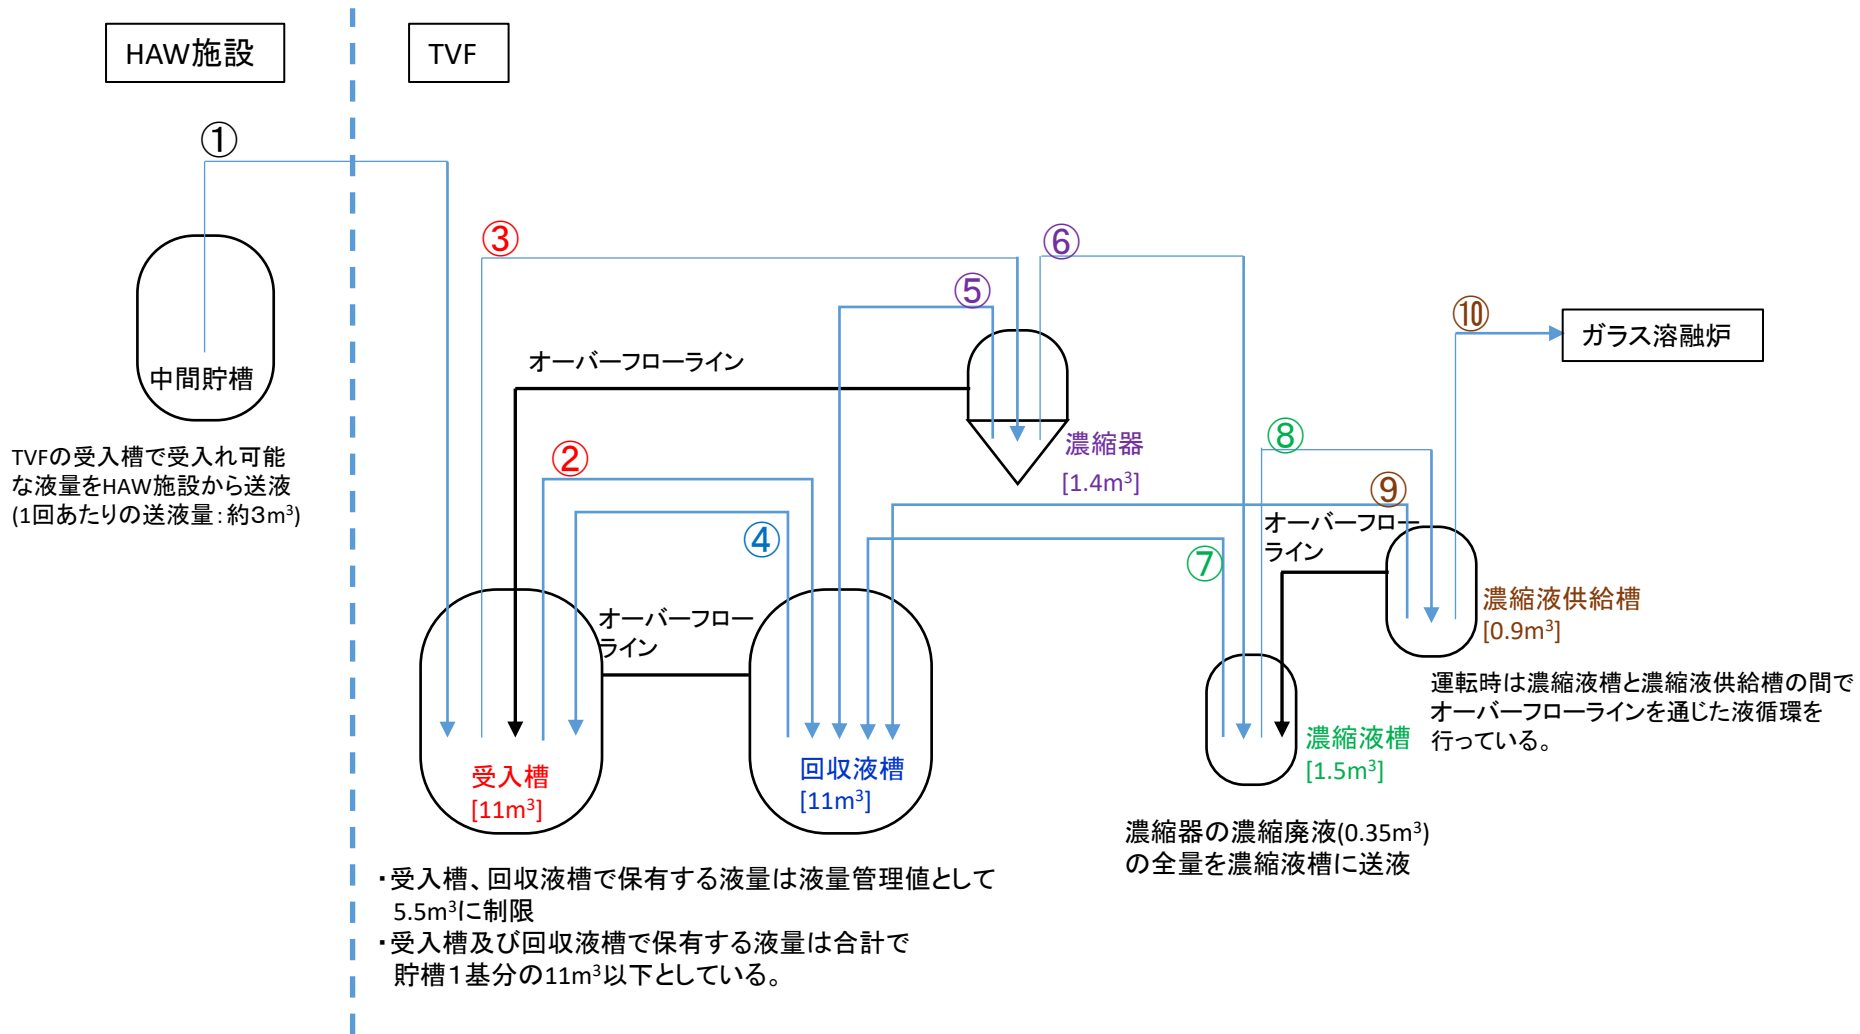 HAW施設
TVF
①
③
⑥
⑤
⑩
ガラス溶融炉
オーバーフローライン
中間貯槽
TVFの受入槽で受入れ可能
な液量をHAW施設から送液
(1回あたりの送液量:約3m³)
濃縮器
[1.4m³]
②
④
⑧
⑨
⑦
オーバーフロー
ライン
濃縮液供給槽
[0.9m³]
運転時は濃縮液槽と濃縮液供給槽の間で
オーバーフローラインを通じた液循環を
行っている。
オーバーフロー
ライン
受入槽
[11m³]
回収液槽
[11m³]
濃縮液槽
[1.5m³]
濃縮器の濃縮廃液(0.35m³)
の全量を濃縮液槽に送液
・受入槽、回収液槽で保有する液量は液量管理値として
5.5m³に制限
・受入槽及び回収液槽で保有する液量は合計で
貯槽1基分の11m³以下としている。